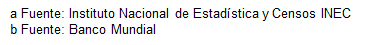 a Fuente: Instituto Nacional de Estadística y Censos INEC
b Fuente: Banco Mundial